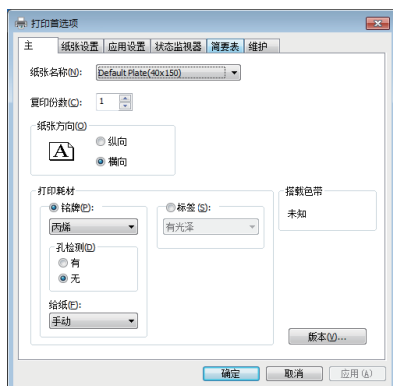 打印首选项
主 纸张设置 应用设置 状态监视器 简要表 维护
纸张名称(N): Default Plate(40x150)
复印份数(C): 1
纸张方向(O)
A
纵向
横向
打印耗材
铭牌(P):
丙烯
孔检测(D)
有
无
给纸(F):
手动
标签(S):
有光泽
搭载色带
未知
版本(V)...
确定 取消 应用(A)